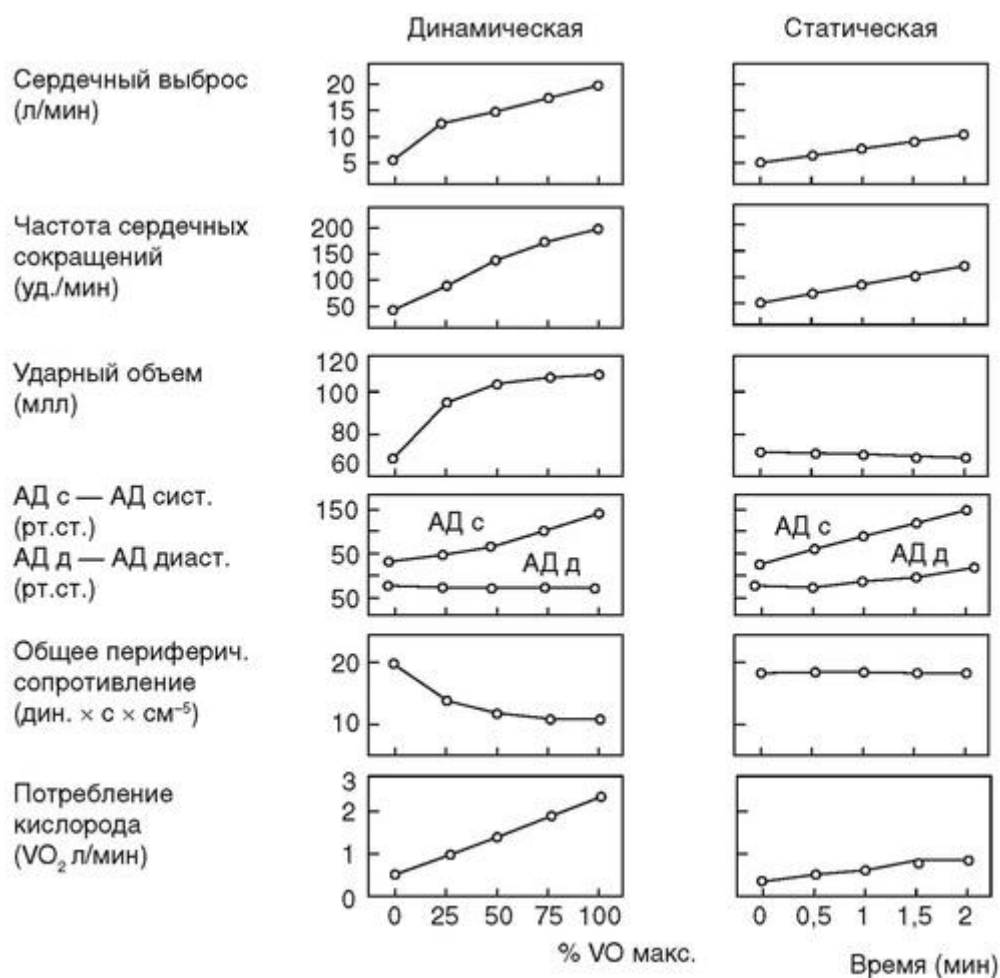 Динамическая
Статическая
Сердечный выброс
(л/мин)
20
15
10
5
Частота сердечных
сокращений
(уд./мин)
200
150
100
50
Ударный объем
(млл)
120
100
80
60
АД с — АД сист.
(рт.ст.)
АД д — АД диаст.
(рт.ст.)
150
50
50
АД с
АД д
АД с
АД д
Общее периферич.
сопротивление
(дин. × с × см⁻⁵)
20
10
Потребление
кислорода
(VO₂ л/мин)
3
2
1
0
0 25 50 75 100
% VO макс.
0 0,5 1 1,5 2
Время (мин)